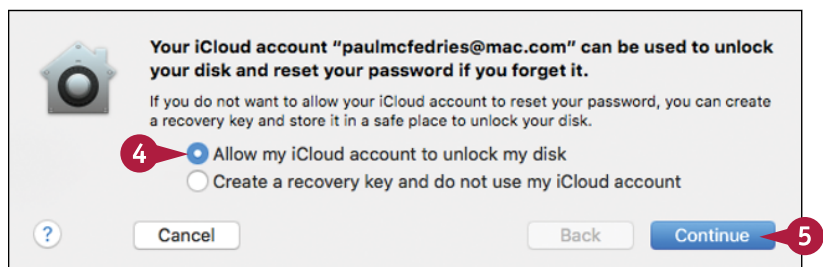 Your iCloud account “paulmcfedries@mac.com” can be used to unlock
your disk and reset your password if you forget it.
If you do not want to allow your iCloud account to reset your password, you can create
a recovery key and store it in a safe place to unlock your disk.
4 Allow my iCloud account to unlock my disk
Create a recovery key and do not use my iCloud account
? Cancel Back Continue 5